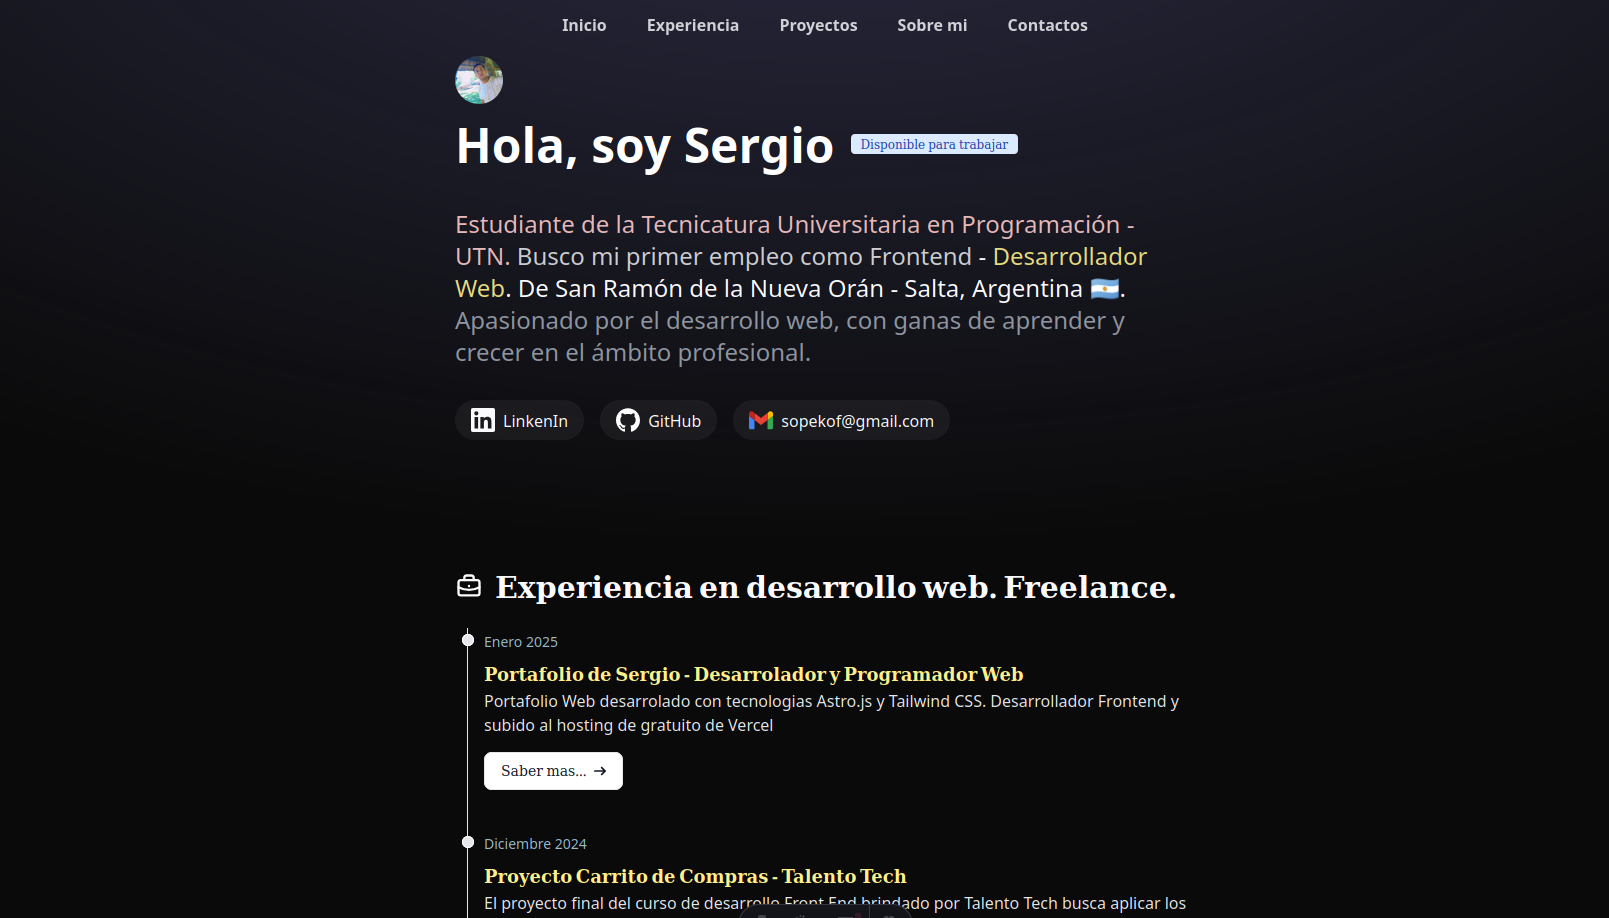 Inicio Experiencia Proyectos Sobre mi Contactos
Hola, soy Sergio Disponible para trabajar
Estudiante de la Tecnicatura Universitaria en Programación -
UTN. Busco mi primer empleo como Frontend - Desarrollador
Web. De San Ramón de la Nueva Orán - Salta, Argentina 🇦🇷.
Apasionado por el desarrollo web, con ganas de aprender y
crecer en el ámbito profesional.
LinkenIn GitHub sopekof@gmail.com
Experiencia en desarrollo web. Freelance.
Enero 2025
Portafolio de Sergio - Desarrolador y Programador Web
Portafolio Web desarrolado con tecnologias Astro.js y Tailwind CSS. Desarrollador Frontend y
subido al hosting de gratuito de Vercel
Saber mas... →
Diciembre 2024
Proyecto Carrito de Compras - Talento Tech
El proyecto final del curso de desarrollo Front End brindado por Talento Tech busca aplicar los